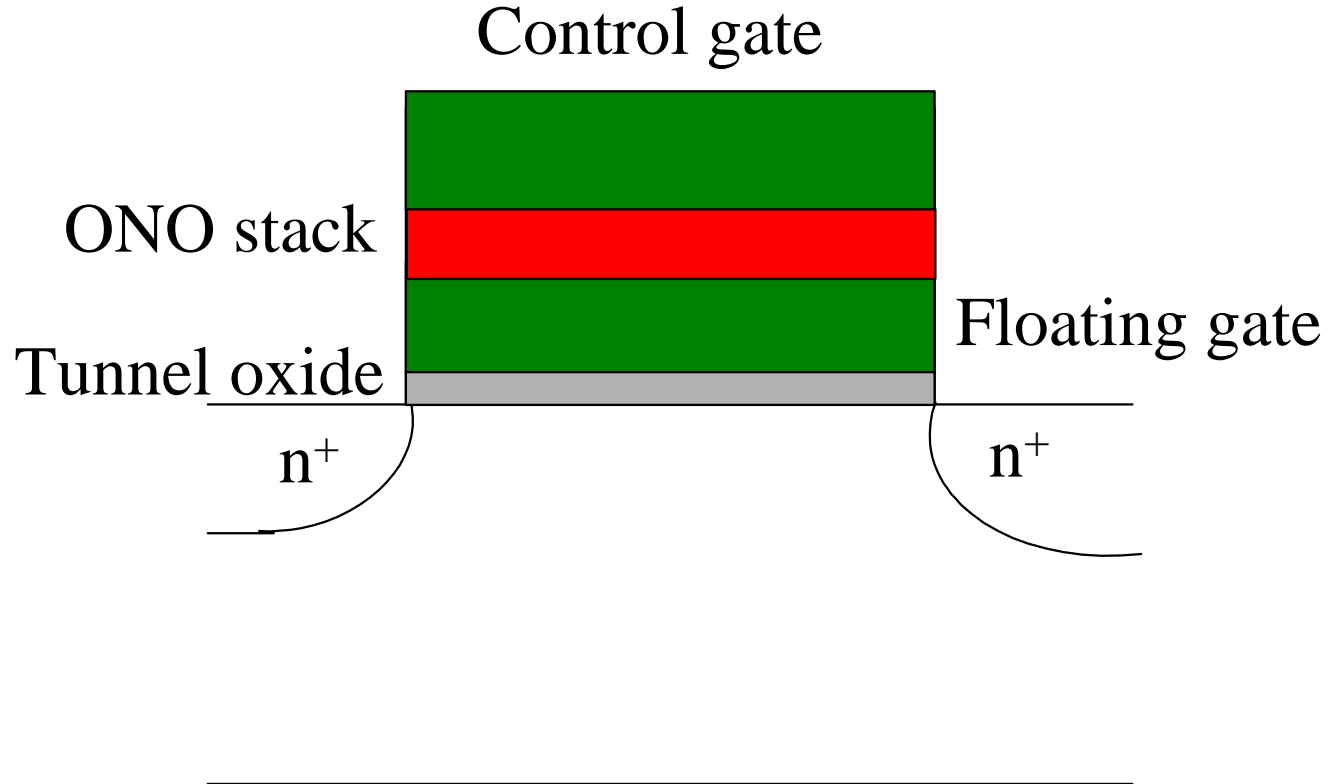 Control gate
ONO stack
Floating gate
Tunnel oxide
n⁺
n⁺